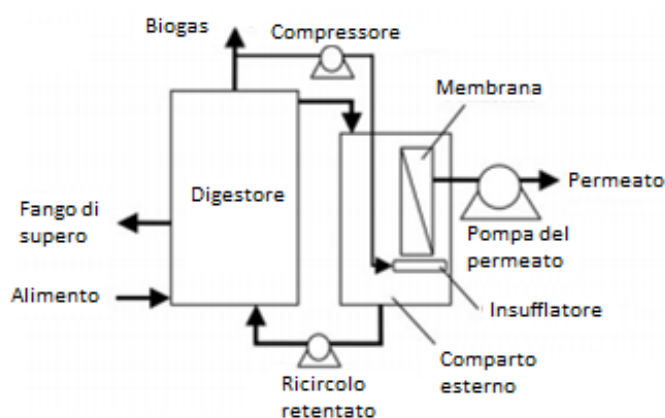 Biogas
Compressore
Membrana
Digestore
Permeato
Fango di
supero
Pompa del
permeato
Alimento
Insufflatore
Comparto
esterno
Ricircolo
retentato